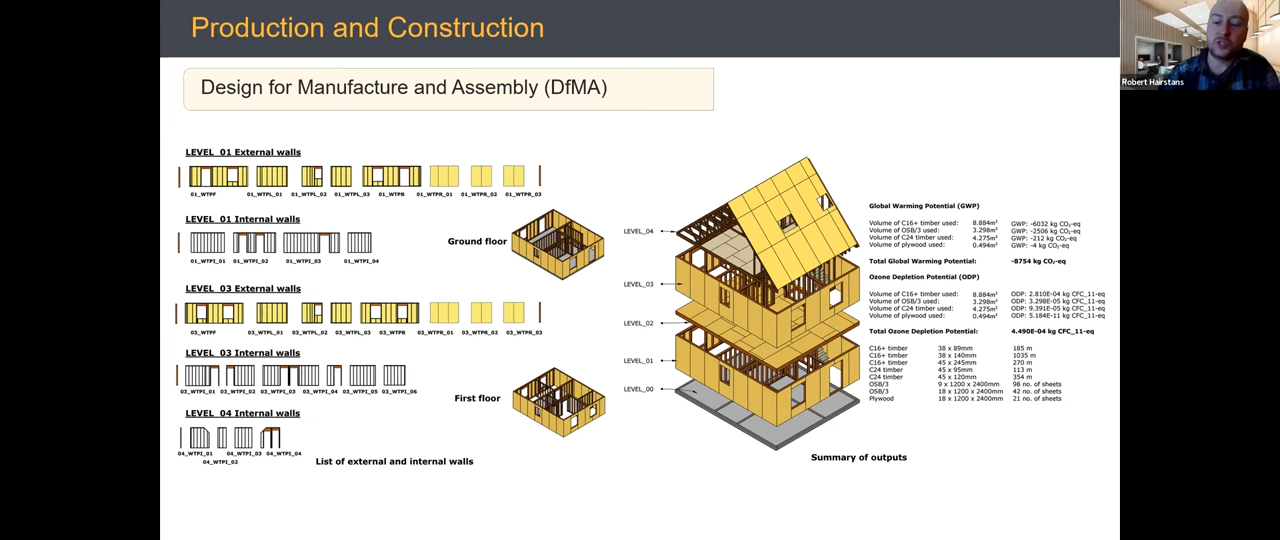 Production and Construction
Robert Hairstans
Design for Manufacture and Assembly (DfMA)
LEVEL_01 External walls
01_WTPF 01_WTPL_01 01_WTPL_02 01_WTPL_03 01_WTPB 01_WTPR_01 01_WTPR_02 01_WTPR_03
LEVEL_01 Internal walls
01_WTPI_01 01_WTPI_02 01_WTPI_03 01_WTPI_04
Ground floor
LEVEL_03 External walls
03_WTPF 03_WTPL_01 03_WTPL_02 03_WTPL_03 03_WTPB 03_WTPR_01 03_WTPR_02 03_WTPR_03
LEVEL_03 Internal walls
03_WTPI_01 03_WTPI_02 03_WTPI_03 03_WTPI_04 03_WTPI_05 03_WTPI_06
First floor
LEVEL_04 Internal walls
04_WTPI_01 04_WTPI_03 04_WTPI_04
04_WTPI_02
List of external and internal walls
LEVEL_04
LEVEL_03
LEVEL_02
LEVEL_01
LEVEL_00
Summary of outputs
Global Warming Potential (GWP)
Volume of C16+ timber used: 8.884m³ GWP: -6032 kg CO₂-eq
Volume of OSB/3 used: 3.298m³ GWP: -2506 kg CO₂-eq
Volume of C24 timber used: 4.275m³ GWP: -212 kg CO₂-eq
Volume of plywood used: 0.494m³ GWP: -4 kg CO₂-eq
Total Global Warming Potential: -8754 kg CO₂-eq
Ozone Depletion Potential (ODP)
Volume of C16+ timber used: 8.884m³ ODP: 2.810E-04 kg CFC_11-eq
Volume of OSB/3 used: 3.298m³ ODP: 3.298E-05 kg CFC_11-eq
Volume of C24 timber used: 4.275m³ ODP: 9.391E-05 kg CFC_11-eq
Volume of plywood used: 0.494m³ ODP: 5.184E-11 kg CFC_11-eq
Total Ozone Depletion Potential: 4.490E-04 kg CFC_11-eq
C16+ timber 38 x 89mm 185 m
C16+ timber 38 x 140mm 1035 m
C16+ timber 45 x 245mm 270 m
C24 timber 45 x 95mm 113 m
C24 timber 45 x 120mm 354 m
OSB/3 9 x 1200 x 2400mm 98 no. of sheets
OSB/3 18 x 1200 x 2400mm 42 no. of sheets
Plywood 18 x 1200 x 2400mm 21 no. of sheets